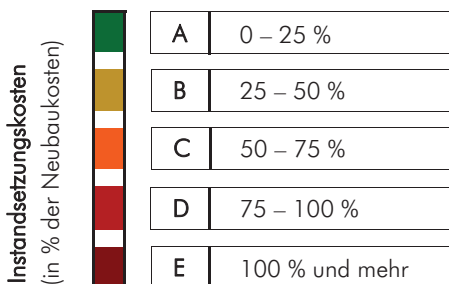 Instandsetzungskosten
(in % der Neubaukosten)
A 0 – 25 %
B 25 – 50 %
C 50 – 75 %
D 75 – 100 %
E 100 % und mehr